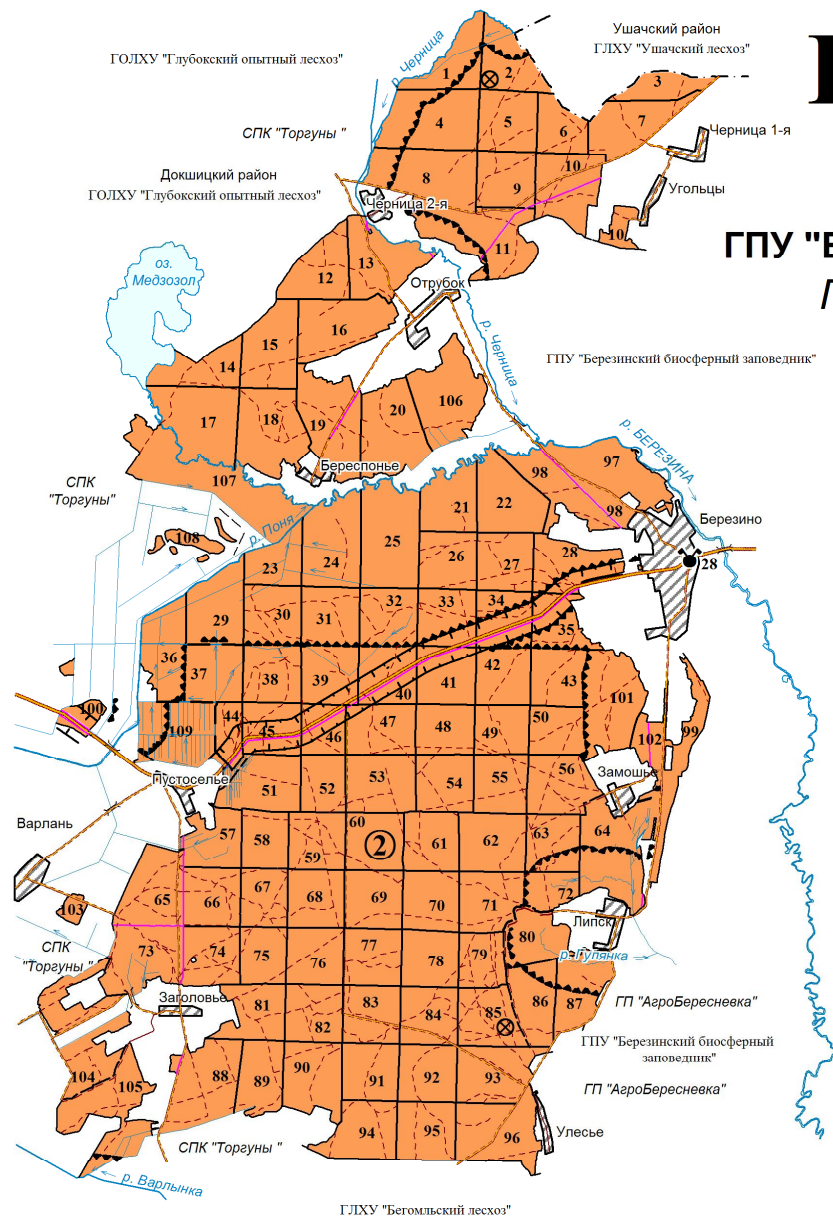 Ушачский район
ГЛХУ "Ушачский лесхоз"
ГОЛХУ "Глубокский опытный лесхоз"
р. Черница
1
2
3
СПК "Торгуны "
4
5
6
7
Черница 1-я
Докшицкий район
ГОЛХУ "Глубокский опытный лесхоз"
8
9
10
Угольцы
Черница 2-я
10
11
ГПУ "Б
оз.
Медзозол
12
13
Отрубок
14
15
16
р. Черница
ГПУ "Березинский биосферный заповедник"
17
18
19
20
106
р. БЕРЕЗИНА
Береспонье
СПК
"Торгуны"
107
98
97
98
Березино
108
р. Поня
21
22
23
24
25
26
27
28
28
29
30
31
32
33
34
35
36
37
38
39
40
41
42
43
101
100
109
44
45
46
47
48
49
50
102
99
Пустоселье
51
52
53
54
55
56
Замошье
Варлань
57
58
59
60
2
61
62
63
64
103
65
66
67
68
69
70
71
72
Липск
СПК
"Торгуны "
73
74
75
76
77
78
79
80
р. Гулянка
Заголовье
81
82
83
84
85
86
87
ГП "АгроБересневка"
ГПУ "Березинский биосферный
заповедник"
104
105
88
89
90
91
92
93
ГП "АгроБересневка"
СПК "Торгуны "
94
95
96
Улесье
р. Варлынка
ГЛХУ "Бегомльский лесхоз"